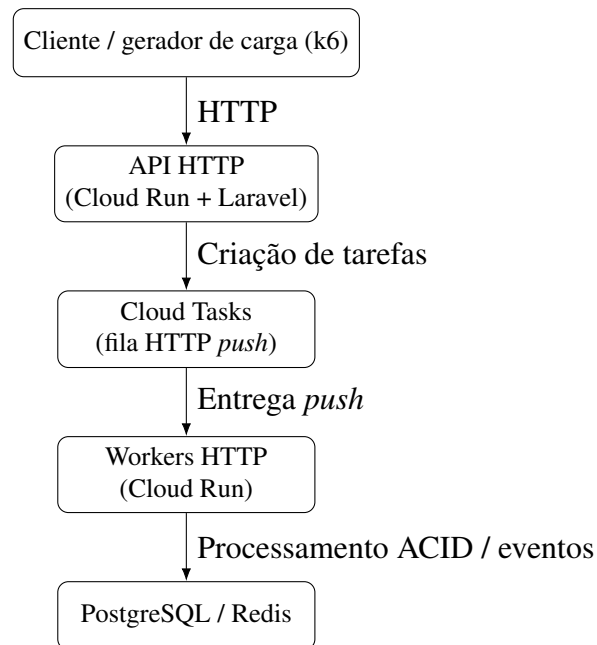 Cliente / gerador de carga (k6)
HTTP
API HTTP
(Cloud Run + Laravel)
Criação de tarefas
Cloud Tasks
(fila HTTP push)
Entrega push
Workers HTTP
(Cloud Run)
Processamento ACID / eventos
PostgreSQL / Redis